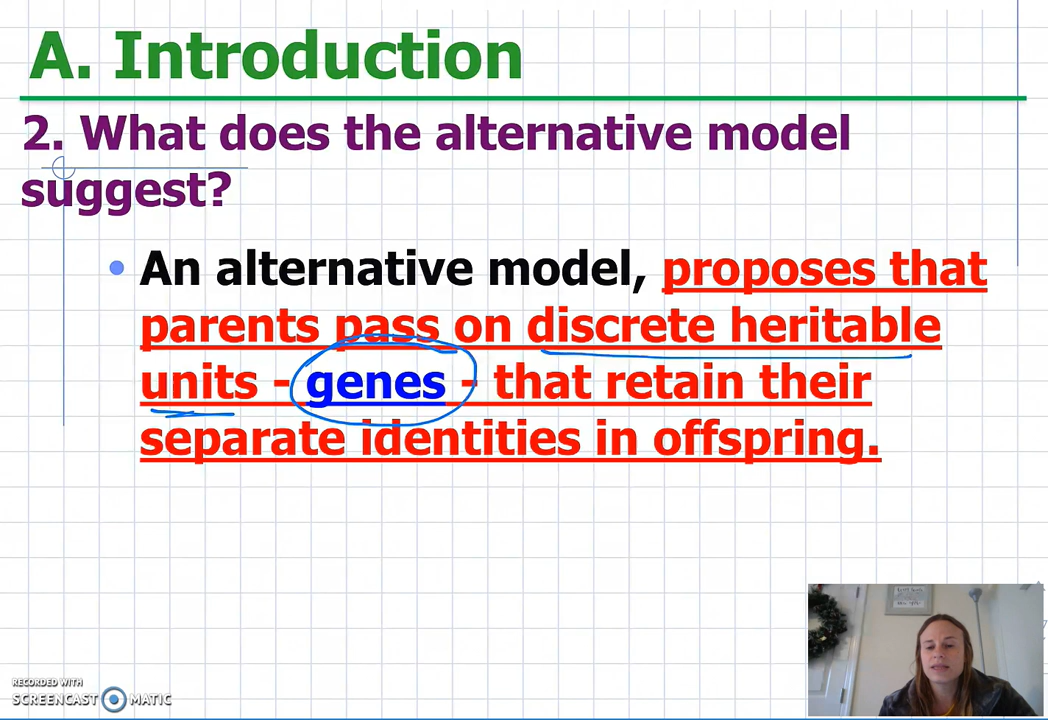 A. Introduction
2. What does the alternative model
suggest?
• An alternative model, proposes that
parents pass on discrete heritable
units - genes - that retain their
separate identities in offspring.
RECORDED WITH
SCREENCAST MATIC